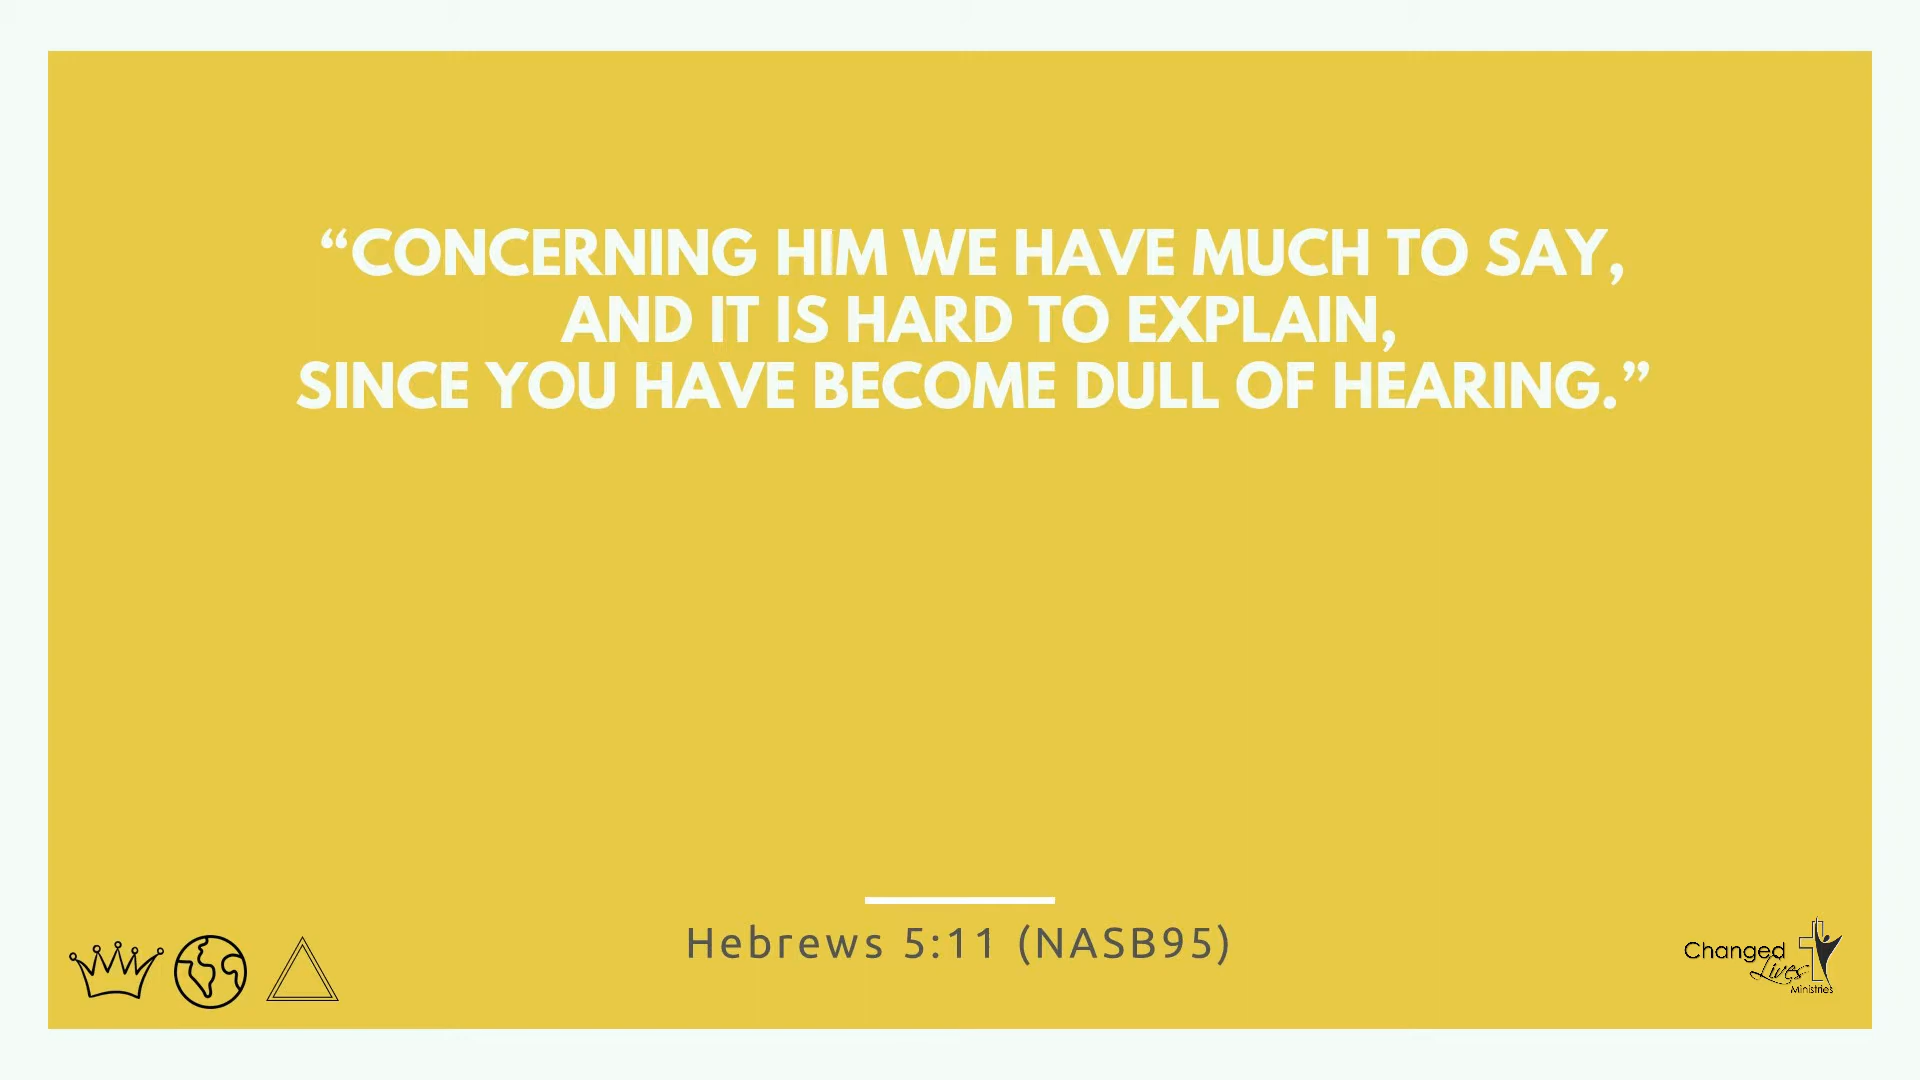 “CONCERNING HIM WE HAVE MUCH TO SAY,
AND IT IS HARD TO EXPLAIN,
SINCE YOU HAVE BECOME DULL OF HEARING.”
Hebrews 5:11 (NASB95)
Changed
Lives
Ministries